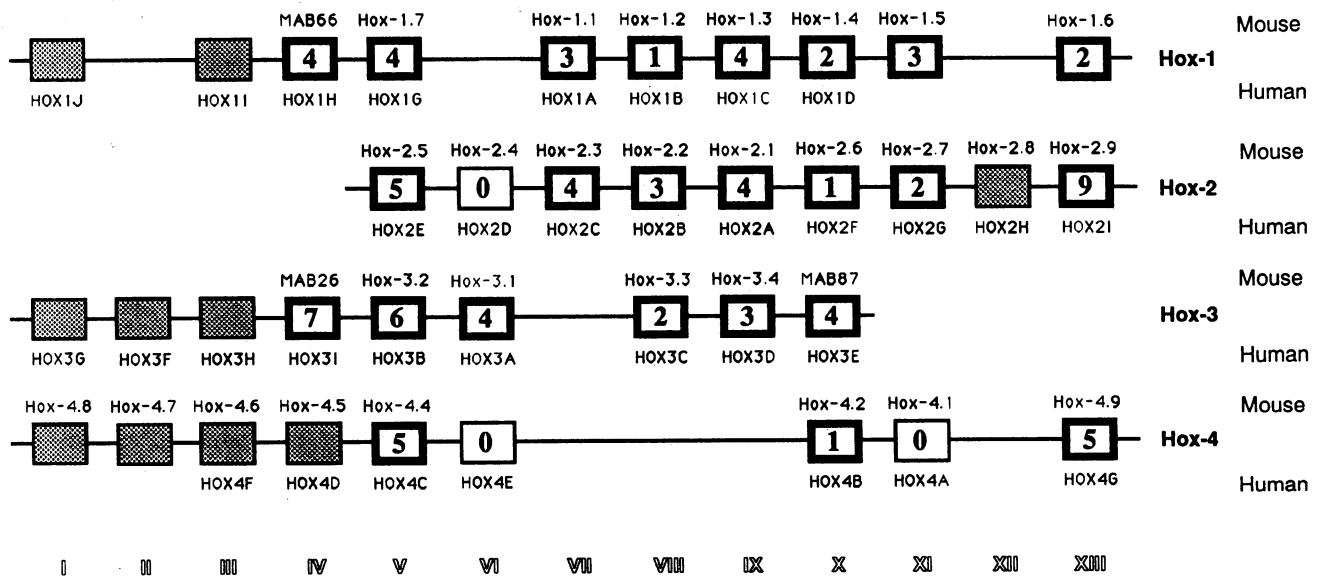 MAB66 Hox-1.7 Hox-1.1 Hox-1.2 Hox-1.3 Hox-1.4 Hox-1.5 Hox-1.6 Mouse
4 4 3 1 4 2 3 2 Hox-1
HOX1J HOX1I HOX1H HOX1G HOX1A HOX1B HOX1C HOX1D Human
Hox-2.5 Hox-2.4 Hox-2.3 Hox-2.2 Hox-2.1 Hox-2.6 Hox-2.7 Hox-2.8 Hox-2.9 Mouse
5 0 4 3 4 1 2 9 Hox-2
HOX2E HOX2D HOX2C HOX2B HOX2A HOX2F HOX2G HOX2H HOX2I Human
MAB26 Hox-3.2 Hox-3.1 Hox-3.3 Hox-3.4 MAB87 Mouse
7 6 4 2 3 4 Hox-3
HOX3G HOX3F HOX3H HOX3I HOX3B HOX3A HOX3C HOX3D HOX3E Human
Hox-4.8 Hox-4.7 Hox-4.6 Hox-4.5 Hox-4.4 Hox-4.2 Hox-4.1 Hox-4.9 Mouse
5 0 1 0 5 Hox-4
HOX4F HOX4D HOX4C HOX4E HOX4B HOX4A HOX4G Human
I II III IV V VI VII VIII IX X XI XII XIII